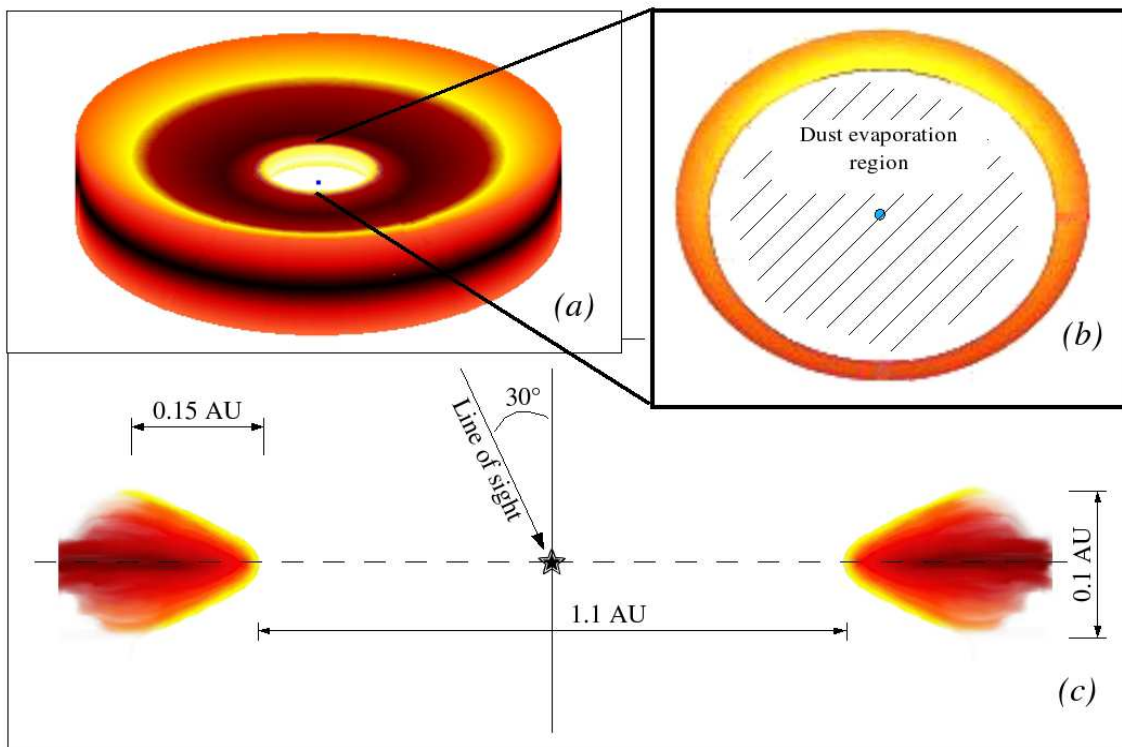 (a)
Dust evaporation
region
(b)
0.15 AU
30°
Line of sight
1.1 AU
0.1 AU
(c)